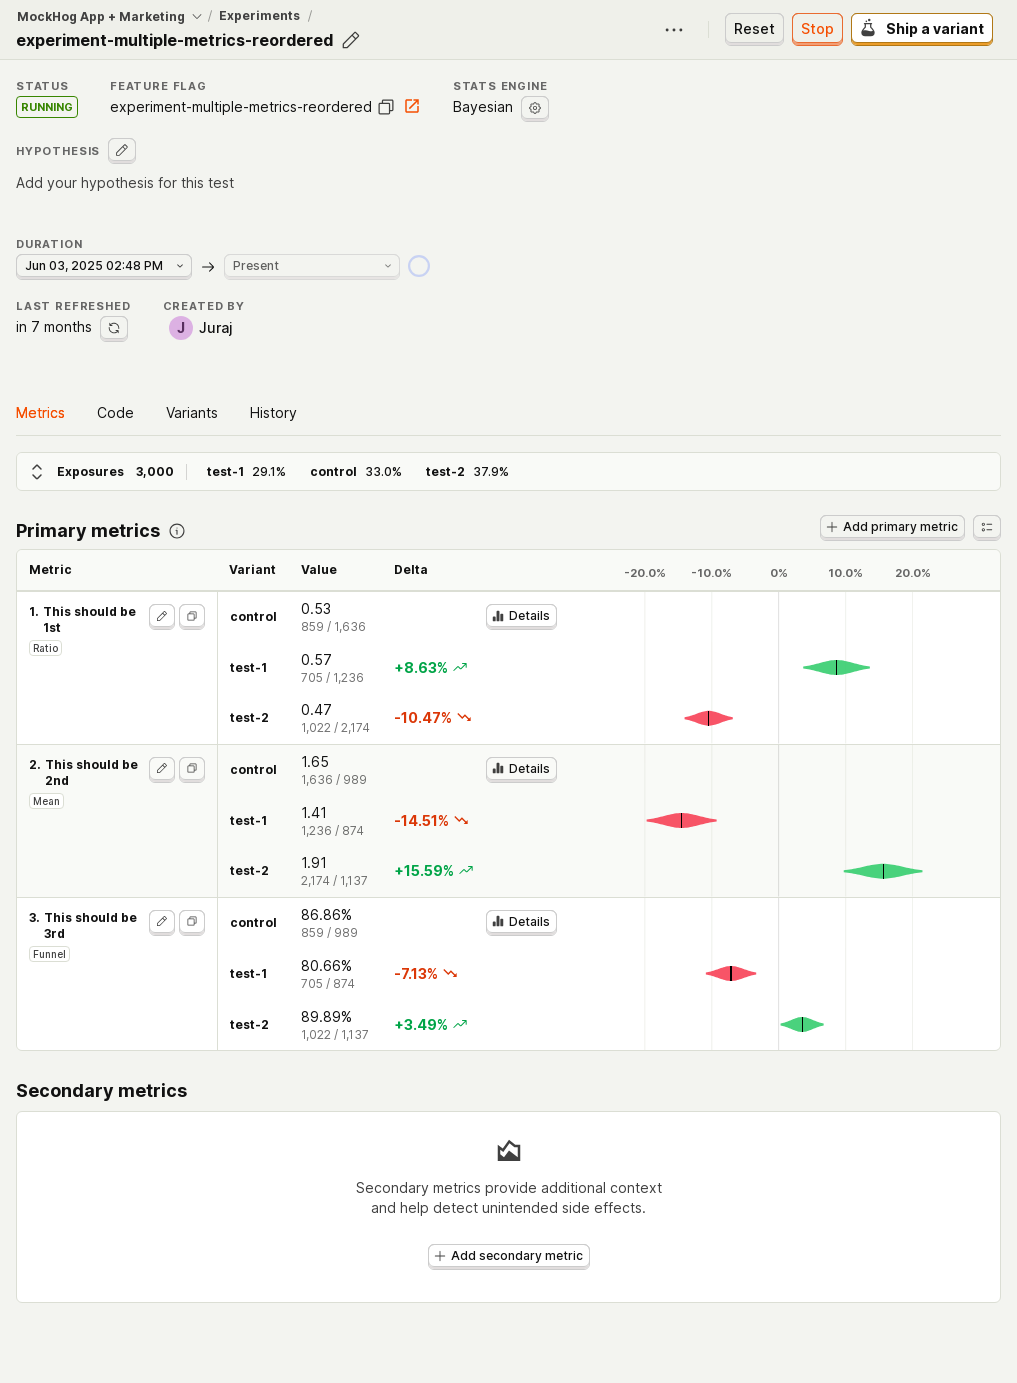 MockHog App + Marketing / Experiments /
experiment-multiple-metrics-reordered
Reset
Stop
Ship a variant
STATUS
RUNNING
FEATURE FLAG
experiment-multiple-metrics-reordered
STATS ENGINE
Bayesian
HYPOTHESIS
Add your hypothesis for this test
DURATION
Jun 03, 2025 02:48 PM
Present
LAST REFRESHED
in 7 months
CREATED BY
J Juraj
Metrics Code Variants History
Exposures 3,000 test-1 29.1% control 33.0% test-2 37.9%
Primary metrics
Add primary metric
Metric Variant Value Delta -20.0% -10.0% 0% 10.0% 20.0%
1. This should be
1st
Ratio
control 0.53
859 / 1,636
Details
test-1 0.57 +8.63%
705 / 1,236
test-2 0.47 -10.47%
1,022 / 2,174
2. This should be
2nd
Mean
control 1.65
1,636 / 989
Details
test-1 1.41 -14.51%
1,236 / 874
test-2 1.91 +15.59%
2,174 / 1,137
3. This should be
3rd
Funnel
control 86.86%
859 / 989
Details
test-1 80.66% -7.13%
705 / 874
test-2 89.89% +3.49%
1,022 / 1,137
Secondary metrics
Secondary metrics provide additional context
and help detect unintended side effects.
Add secondary metric